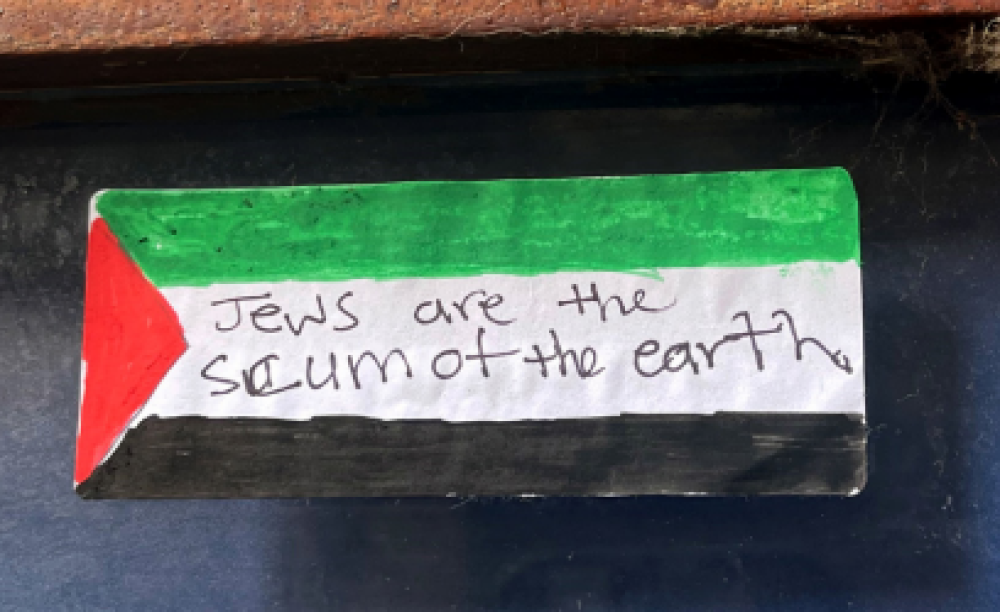 Jews are the
scum of the earth.